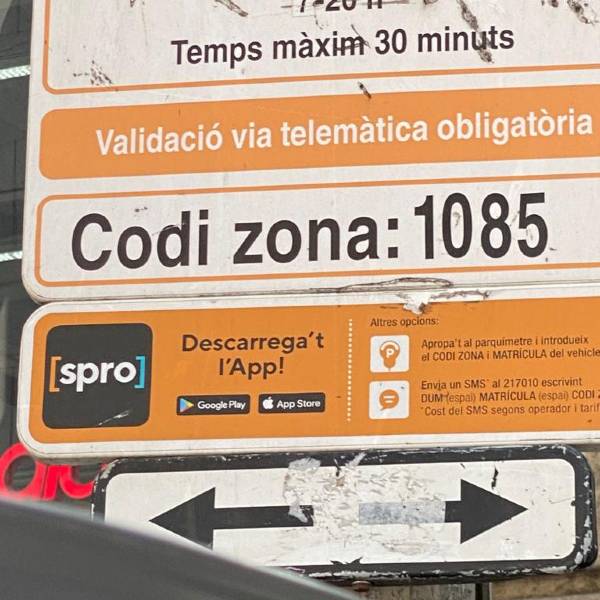 7-20 H
Temps màxim 30 minuts
Validació via telemàtica obligatòria
Codi zona: 1085
[spro]
Descarrega't
l'App!
Google Play
App Store
Altres opcions:
P
Apropa't al parquímetre i introdueix
el CODI ZONA i MATRÍCULA del vehicle
Envia un SMS* al 217010 escrivint
DUM (espai) MATRÍCULA (espai) CODI
*Cost del SMS segons operador i